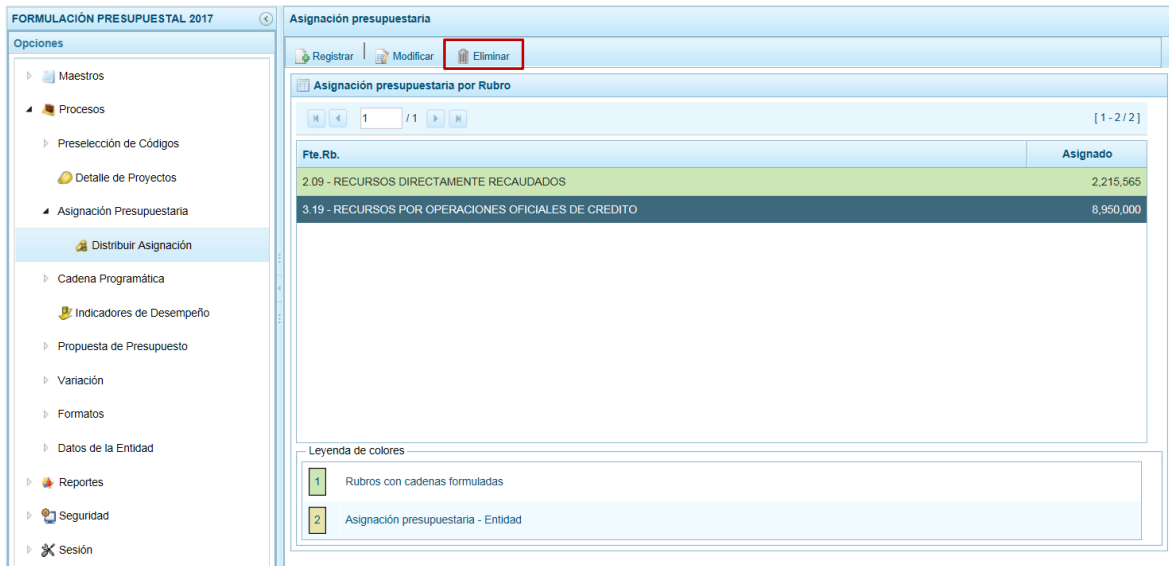 FORMULACIÓN PRESUPUESTAL 2017
Opciones
Maestros
Procesos
Preselección de Códigos
Detalle de Proyectos
Asignación Presupuestaria
Distribuir Asignación
Cadena Programática
Indicadores de Desempeño
Propuesta de Presupuesto
Variación
Formatos
Datos de la Entidad
Reportes
Seguridad
Sesión
Asignación presupuestaria
Registrar Modificar Eliminar
Asignación presupuestaria por Rubro
1 / 1 [ 1 - 2 / 2 ]
Fte.Rb. Asignado
2.09 - RECURSOS DIRECTAMENTE RECAUDADOS 2,215,565
3.19 - RECURSOS POR OPERACIONES OFICIALES DE CREDITO 8,950,000
Leyenda de colores
1 Rubros con cadenas formuladas
2 Asignación presupuestaria - Entidad